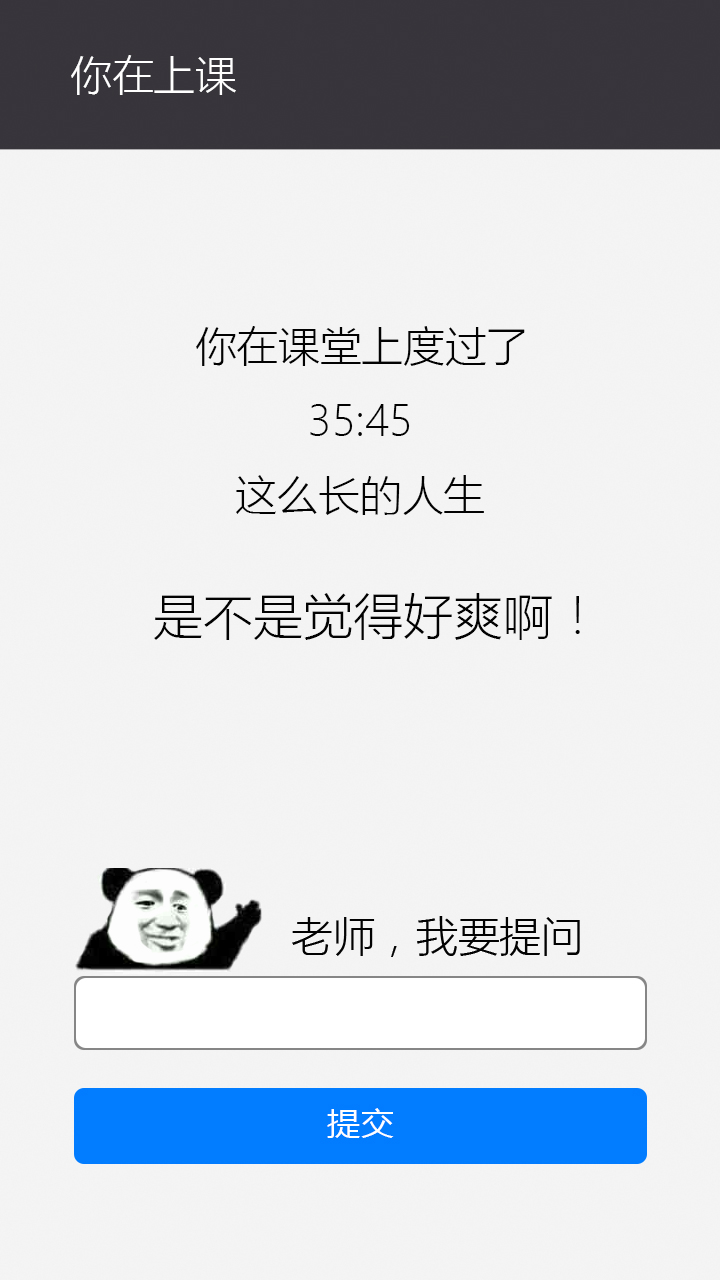 你在上课
你在课堂上度过了
35:45
这么长的人生
是不是觉得好爽啊！
老师，我要提问
提交